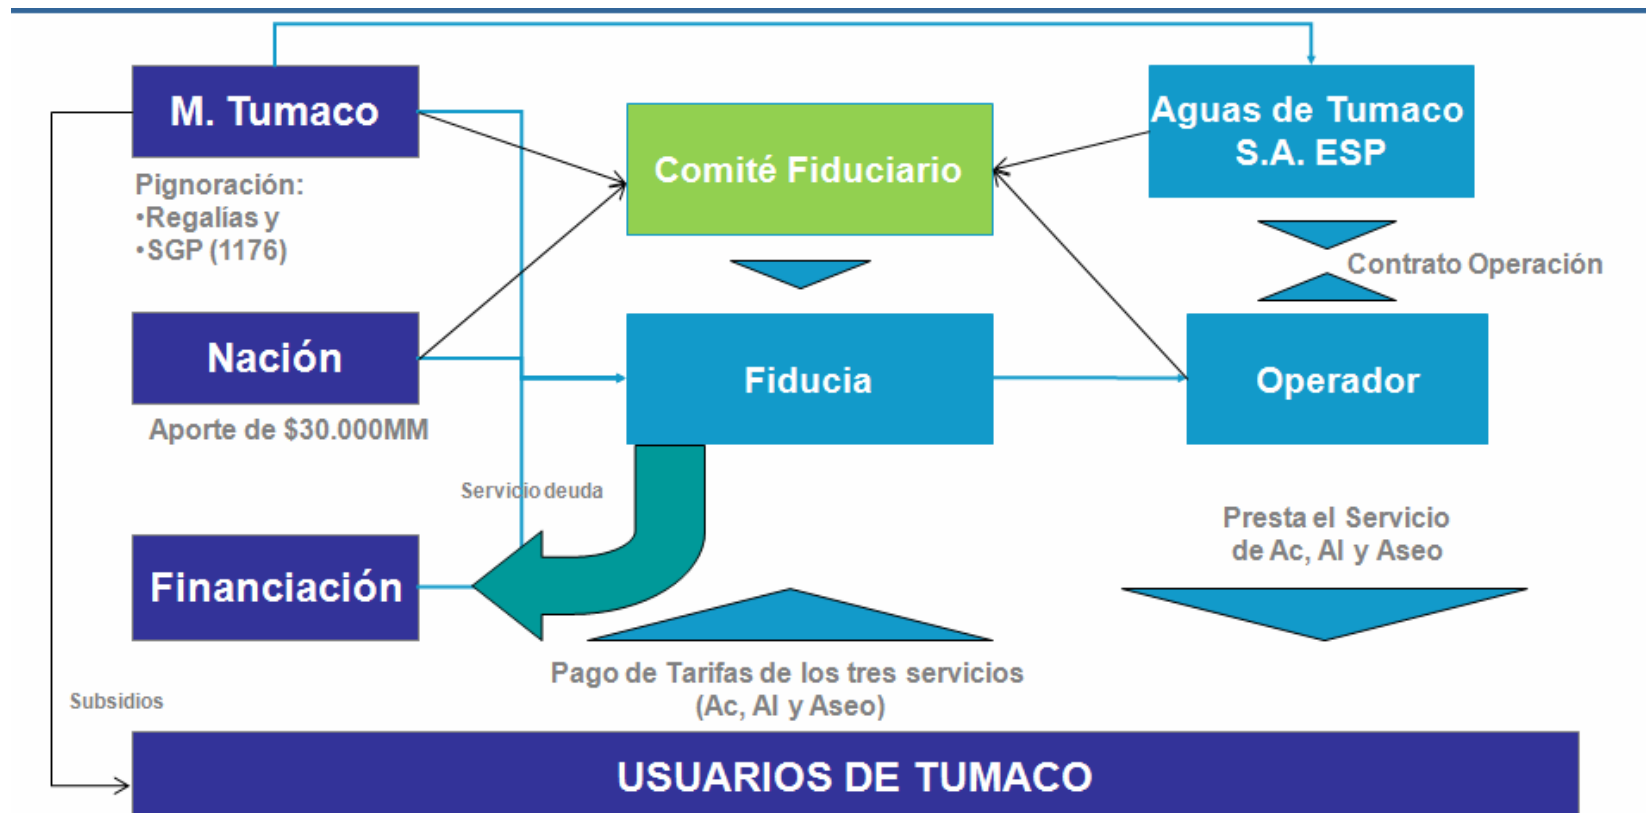 M. Tumaco
Pignoración:
•Regalías y
•SGP (1176)
Comité Fiduciario
Aguas de Tumaco
S.A. ESP
Contrato Operación
Nación
Aporte de $30.000MM
Fiducia
Operador
Servicio deuda
Financiación
Presta el Servicio
de Ac, Al y Aseo
Pago de Tarifas de los tres servicios
(Ac, Al y Aseo)
Subsidios
USUARIOS DE TUMACO